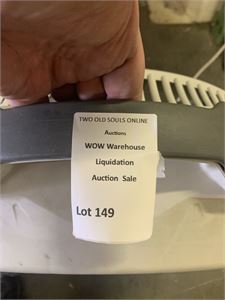 TWO OLD SOULS ONLINE
Auctions
WOW Warehouse
Liquidation
Auction Sale
Lot 149